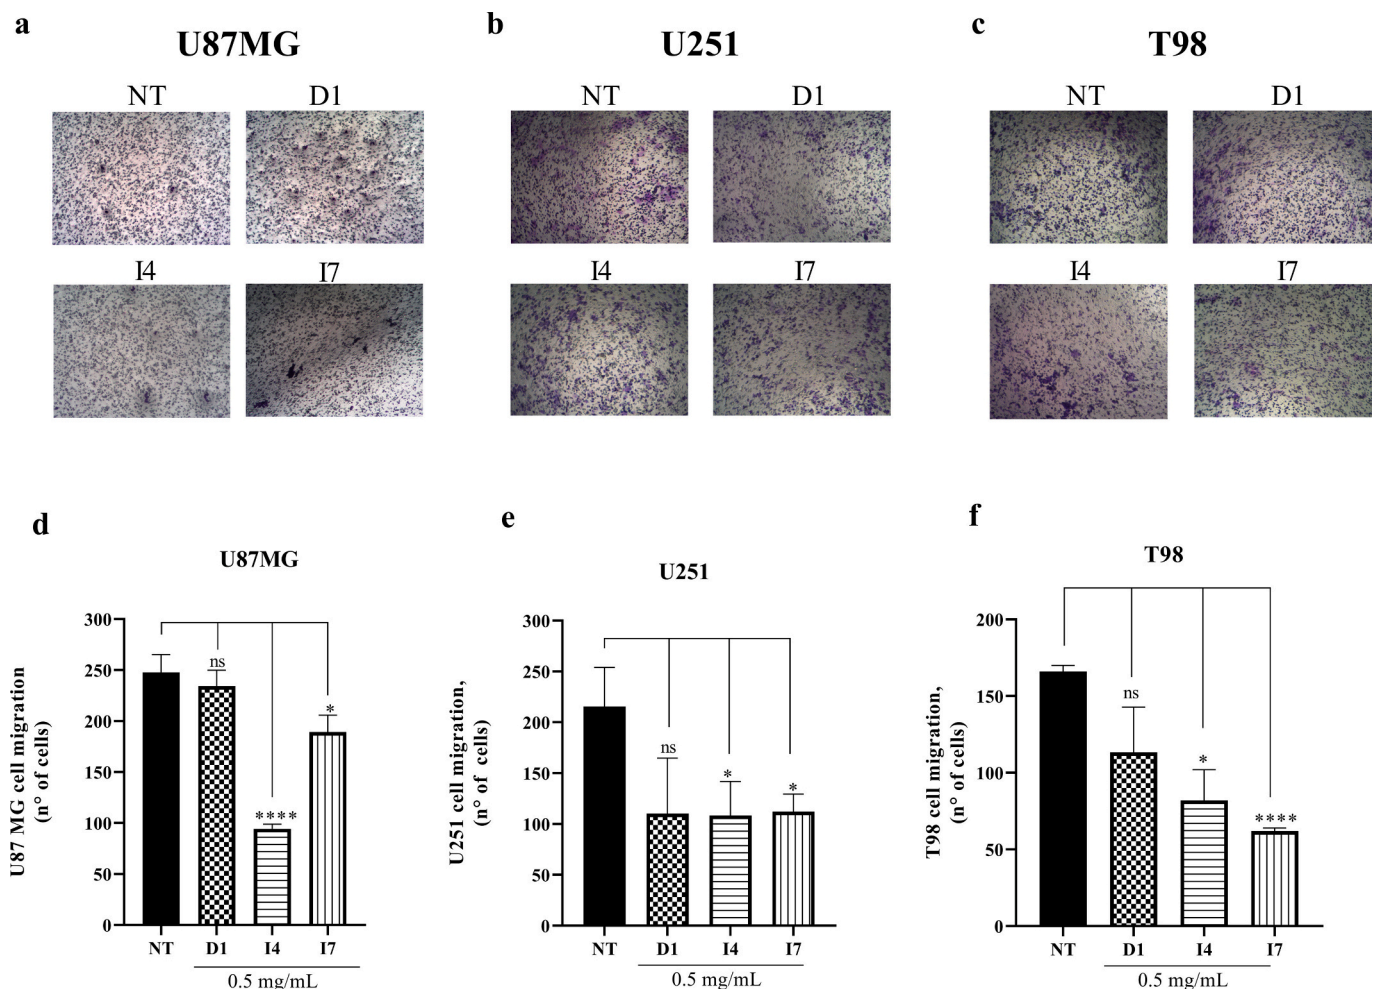 a
U87MG
NT
D1
I4
I7
b
U251
NT
D1
I4
I7
c
T98
NT
D1
I4
I7
d
U87MG
U87 MG cell migration
(n° of cells)
300
250
200
150
100
50
0
ns
****
*
NT
D1
I4
I7
0.5 mg/mL
e
U251
U251 cell migration,
(n° of cells)
300
250
200
150
100
50
0
ns
*
*
NT
D1
I4
I7
0.5 mg/mL
f
T98
T98 cell migration,
(n° of cells)
200
150
100
50
0
ns
*
****
NT
D1
I4
I7
0.5 mg/mL